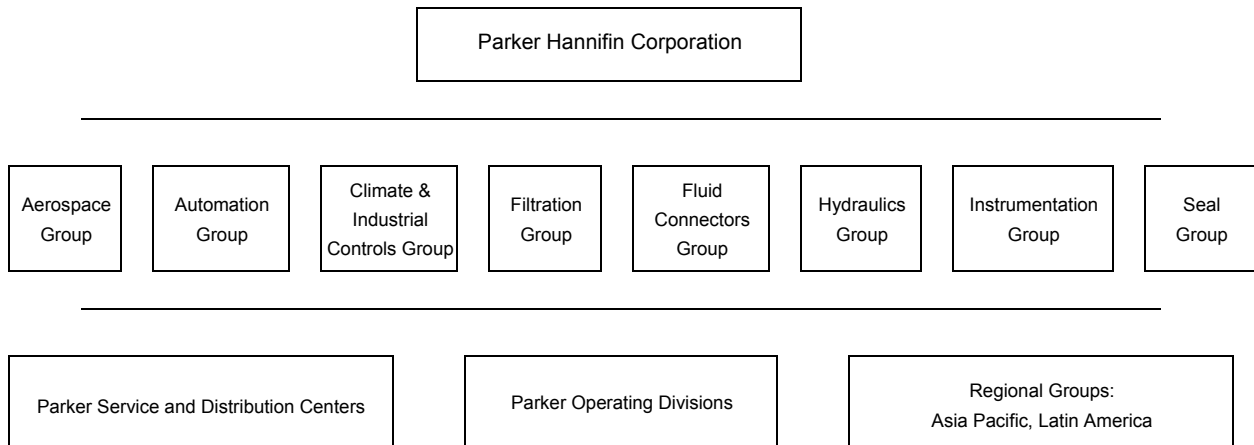 Parker Hannifin Corporation
Aerospace
Group
Automation
Group
Climate &
Industrial
Controls Group
Filtration
Group
Fluid
Connectors
Group
Hydraulics
Group
Instrumentation
Group
Seal
Group
Parker Service and Distribution Centers
Parker Operating Divisions
Regional Groups:
Asia Pacific, Latin America